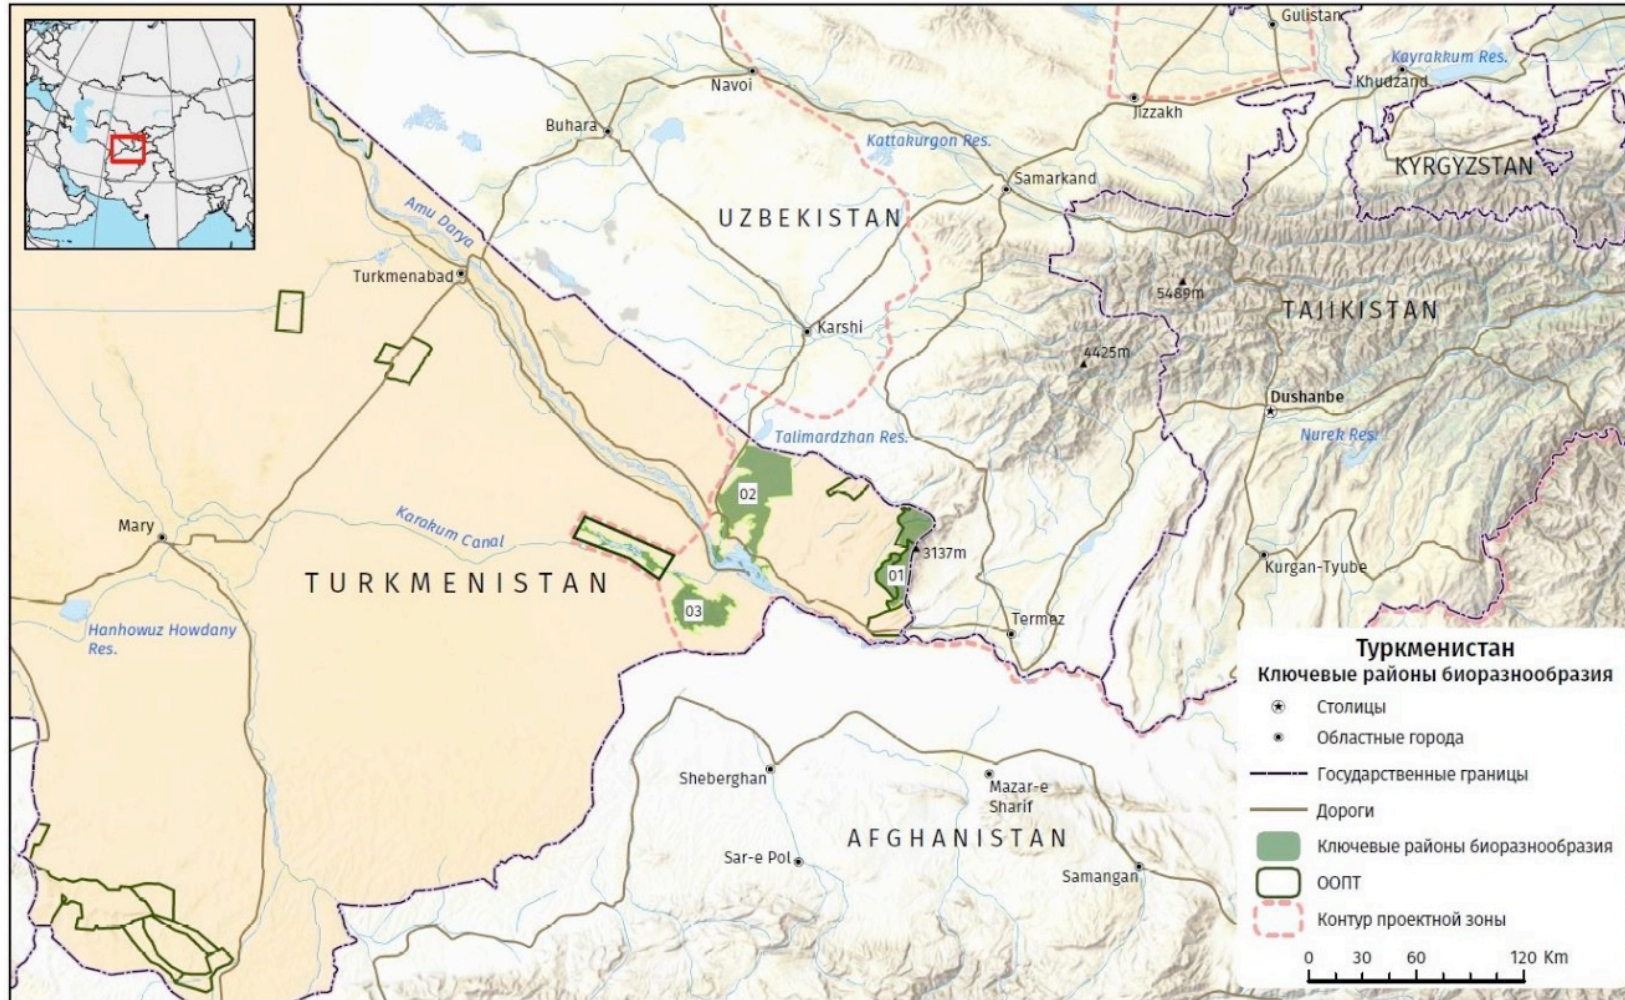 Gulistan
Kayrakkum Res.
Navoi
Khudzand
Jizzakh
Buhara
Kattakurgon Res.
KYRGYZSTAN
Samarkand
Amu Darya
UZBEKISTAN
Turkmenabad
5489m
TAJIKISTAN
Karshi
4425m
Dushanbe
Talimardzhan Res.
Nurek Res.
02
Mary
Karakum Canal
3137m
01
Kurgan-Tyube
TURKMENISTAN
03
Termez
Hanhowuz Howdany
Res.
Sheberghan
Mazar-e
Sharif
AFGHANISTAN
Sar-e Pol
Samangan
Туркменистан
Ключевые районы биоразнообразия
Столицы
Областные города
Государственные границы
Дороги
Ключевые районы биоразнообразия
ООПТ
Контур проектной зоны
0 30 60 120 Km